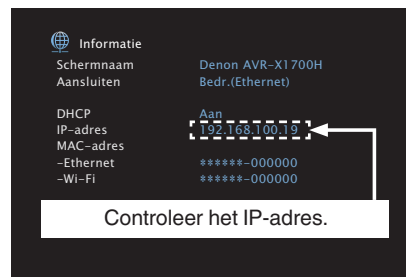 Informatie
Schermnaam Denon AVR-X1700H
Aansluiten Bedr.(Ethernet)
DHCP Aan
IP-adres 192.168.100.19
MAC-adres
-Ethernet ******-000000
-Wi-Fi ******-000000
Controleer het IP-adres.